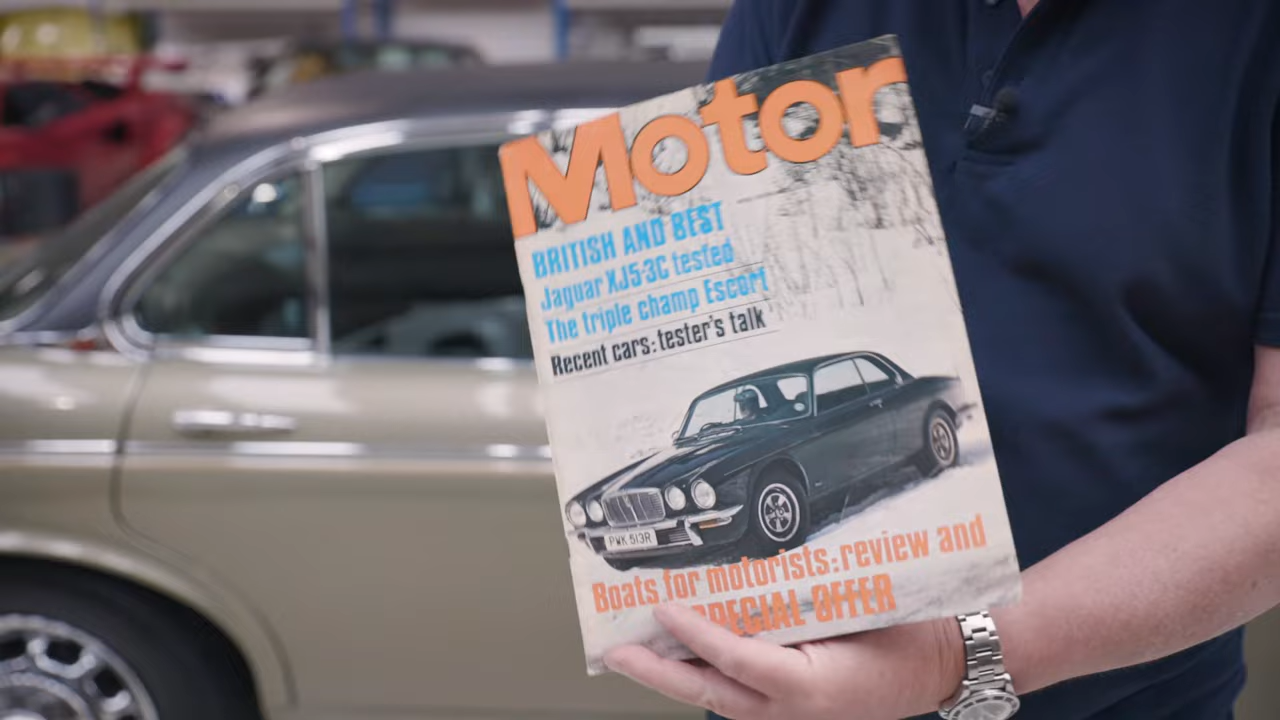 Motor
BRITISH AND BEST
Jaguar XJ5·3C tested
The triple champ Escort
Recent cars: tester's talk
PWK 513R
Boats for motorists: review and
SPECIAL OFFER